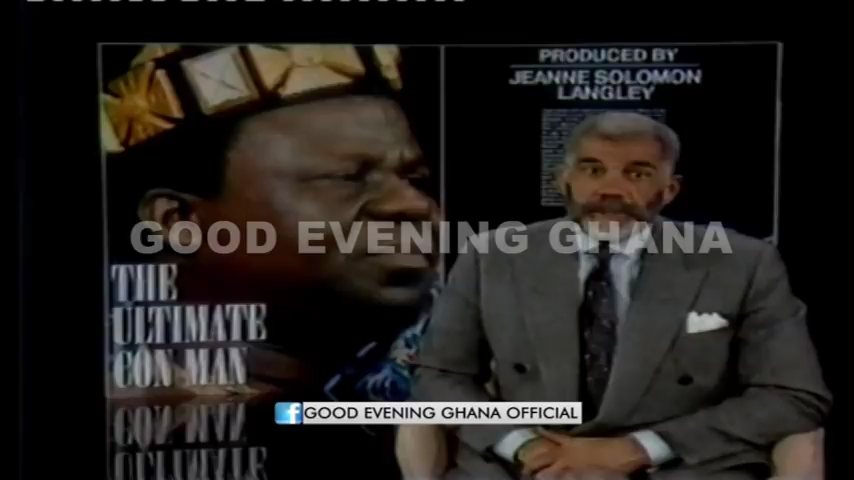 PRODUCED BY
JEANNE SOLOMON
LANGLEY
GOOD EVENING GHANA
THE
ULTIMATE
CON MAN
f GOOD EVENING GHANA OFFICIAL